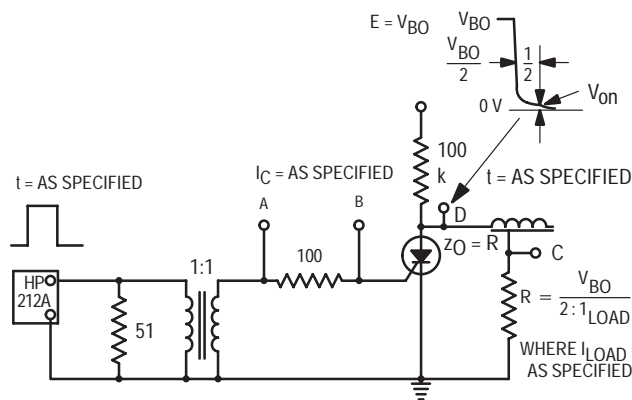 E = VBO
VBO
VBO
2
1
2
Von
0 V
100
k
t = AS SPECIFIED
IC = AS SPECIFIED
t = AS SPECIFIED
A
B
D
zO = R
C
HP
212A
51
1:1
100
R = VBO
2 : 1LOAD
WHERE ILOAD =
AS SPECIFIED